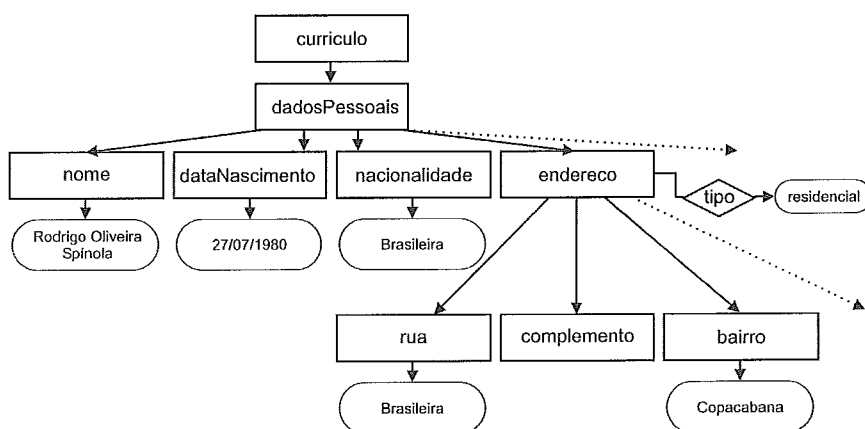 curriculo
dadosPessoais
nome
dataNascimento
nacionalidade
endereco
tipo
residencial
Rodrigo Oliveira
Spínola
27/07/1980
Brasileira
rua
complemento
bairro
Brasileira
Copacabana